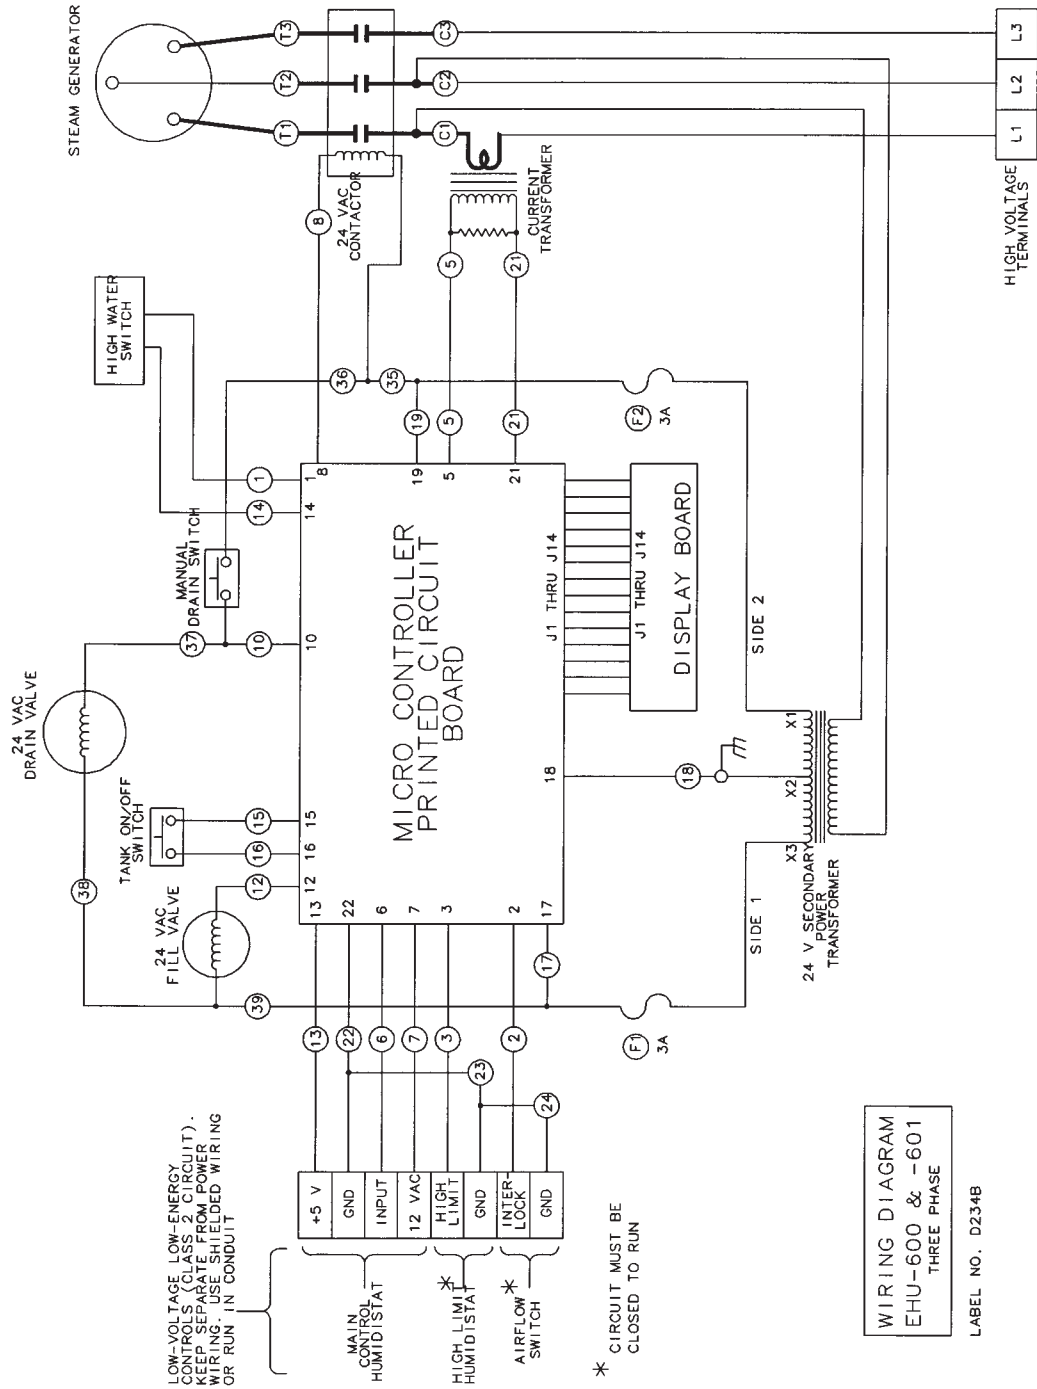 LOW-VOLTAGE LOW-ENERGY
CONTROLS (CLASS 2 CIRCUIT).
KEEP SEPARATE FROM POWER
WIRING. USE SHIELDED WIRING
OR RUN IN CONDUIT
MAIN
CONTROL
HUMIDISTAT
*
HIGH LIMIT
HUMIDISTAT
*
AIRFLOW
SWITCH
* CIRCUIT MUST BE
CLOSED TO RUN
+5 V
GND
INPUT
12 VAC
HIGH
LIMIT
GND
INTER-
LOCK
GND
13
22
6
7
3
2
23
24
39
17
38
F1
3A
24 VAC
FILL VALVE
TANK ON/OFF
SWITCH
24 VAC
DRAIN VALVE
12
16
15
37
10
MANUAL
DRAIN SWITCH
14
1
HIGH WATER
SWITCH
13
22
6
7
3
2
17
12
16
15
10
14
1
8
19
5
21
18
MICRO CONTROLLER
PRINTED CIRCUIT
BOARD
J1 THRU J14
J1 THRU J14
DISPLAY BOARD
18
SIDE 1
SIDE 2
X3
X2
X1
24 V SECONDARY
POWER
TRANSFORMER
36
35
19
5
21
F2
3A
8
24 VAC
CONTACTOR
5
21
CURRENT
TRANSFORMER
STEAM GENERATOR
T3
T2
T1
C3
C2
C1
L3
L2
L1
HIGH VOLTAGE
TERMINALS
WIRING DIAGRAM
EHU-600 & -601
THREE PHASE
LABEL NO. D234B